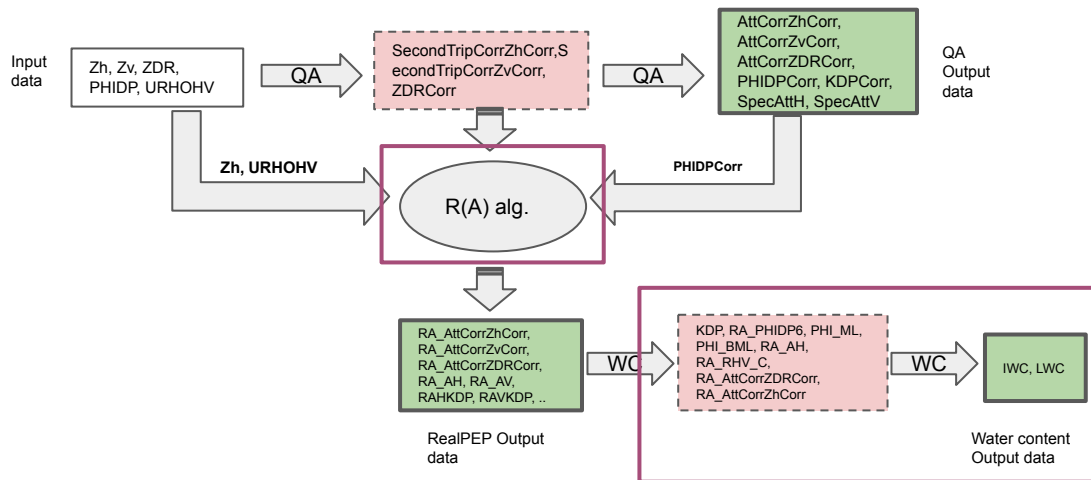 Input
data
Zh, Zv, ZDR,
PHIDP, URHOHV
QA
SecondTripCorrZhCorr,S
econdTripCorrZvCorr,
ZDRCorr
QA
AttCorrZhCorr,
AttCorrZvCorr,
AttCorrZDRCorr,
PHIDPCorr, KDPCorr,
SpecAttH, SpecAttV
QA
Output
data
Zh, URHOHV
R(A) alg.
PHIDPCorr
RA_AttCorrZhCorr,
RA_AttCorrZvCorr,
RA_AttCorrZDRCorr,
RA_AH, RA_AV,
RAHKDP, RAVKDP, ..
WC
KDP, RA_PHIDP6, PHI_ML,
PHI_BML, RA_AH,
RA_RHV_C,
RA_AttCorrZDRCorr,
RA_AttCorrZhCorr
WC
IWC, LWC
RealPEP Output
data
Water content
Output data